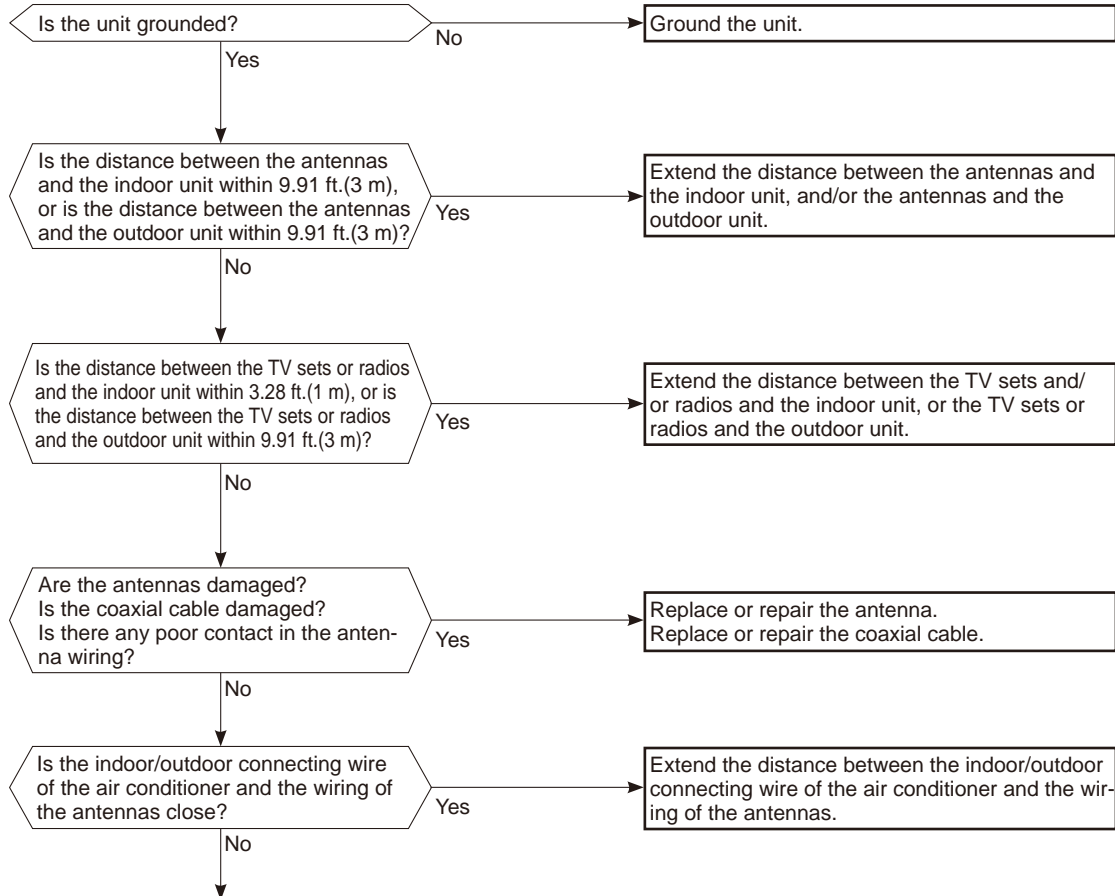 Is the unit grounded?
No
Ground the unit.
Yes
Is the distance between the antennas
and the indoor unit within 9.91 ft.(3 m),
or is the distance between the antennas
and the outdoor unit within 9.91 ft.(3 m)?
Yes
Extend the distance between the antennas and
the indoor unit, and/or the antennas and the
outdoor unit.
No
Is the distance between the TV sets or radios
and the indoor unit within 3.28 ft.(1 m), or is
the distance between the TV sets or radios
and the outdoor unit within 9.91 ft.(3 m)?
Yes
Extend the distance between the TV sets and/
or radios and the indoor unit, or the TV sets or
radios and the outdoor unit.
No
Are the antennas damaged?
Is the coaxial cable damaged?
Is there any poor contact in the anten-
na wiring?
Yes
Replace or repair the antenna.
Replace or repair the coaxial cable.
No
Is the indoor/outdoor connecting wire
of the air conditioner and the wiring of
the antennas close?
Yes
Extend the distance between the indoor/outdoor
connecting wire of the air conditioner and the wir-
ing of the antennas.
No